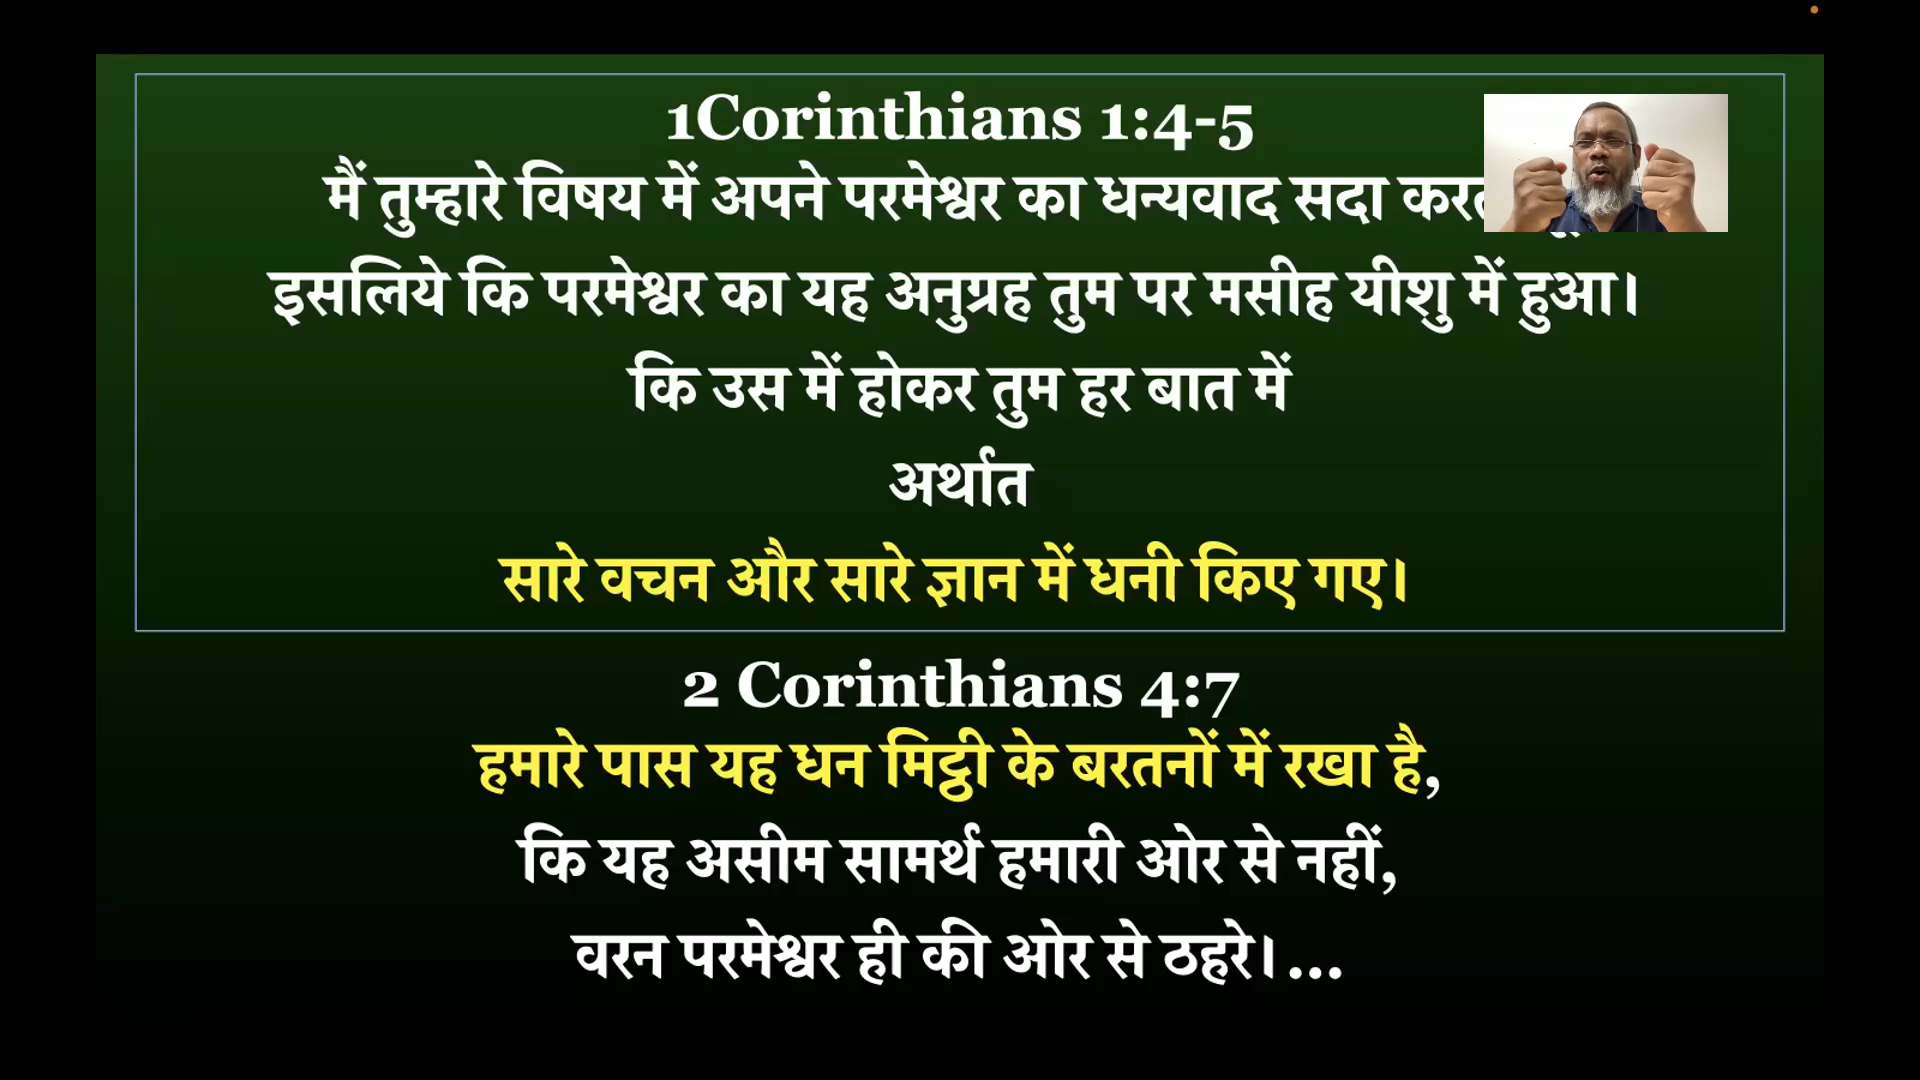 1Corinthians 1:4-5
मैं तुम्हारे विषय में अपने परमेश्वर का धन्यवाद सदा
इसलिये कि परमेश्वर का यह अनुग्रह तुम पर मसीह यीशु में हुआ।
कि उस में होकर तुम हर बात में
अर्थात
सारे वचन और सारे ज्ञान में धनी किए गए।
2 Corinthians 4:7
हमारे पास यह धन मिट्ठी के बरतनों में रखा है,
कि यह असीम सामर्थ हमारी ओर से नहीं,
वरन परमेश्वर ही की ओर से ठहरे। ...